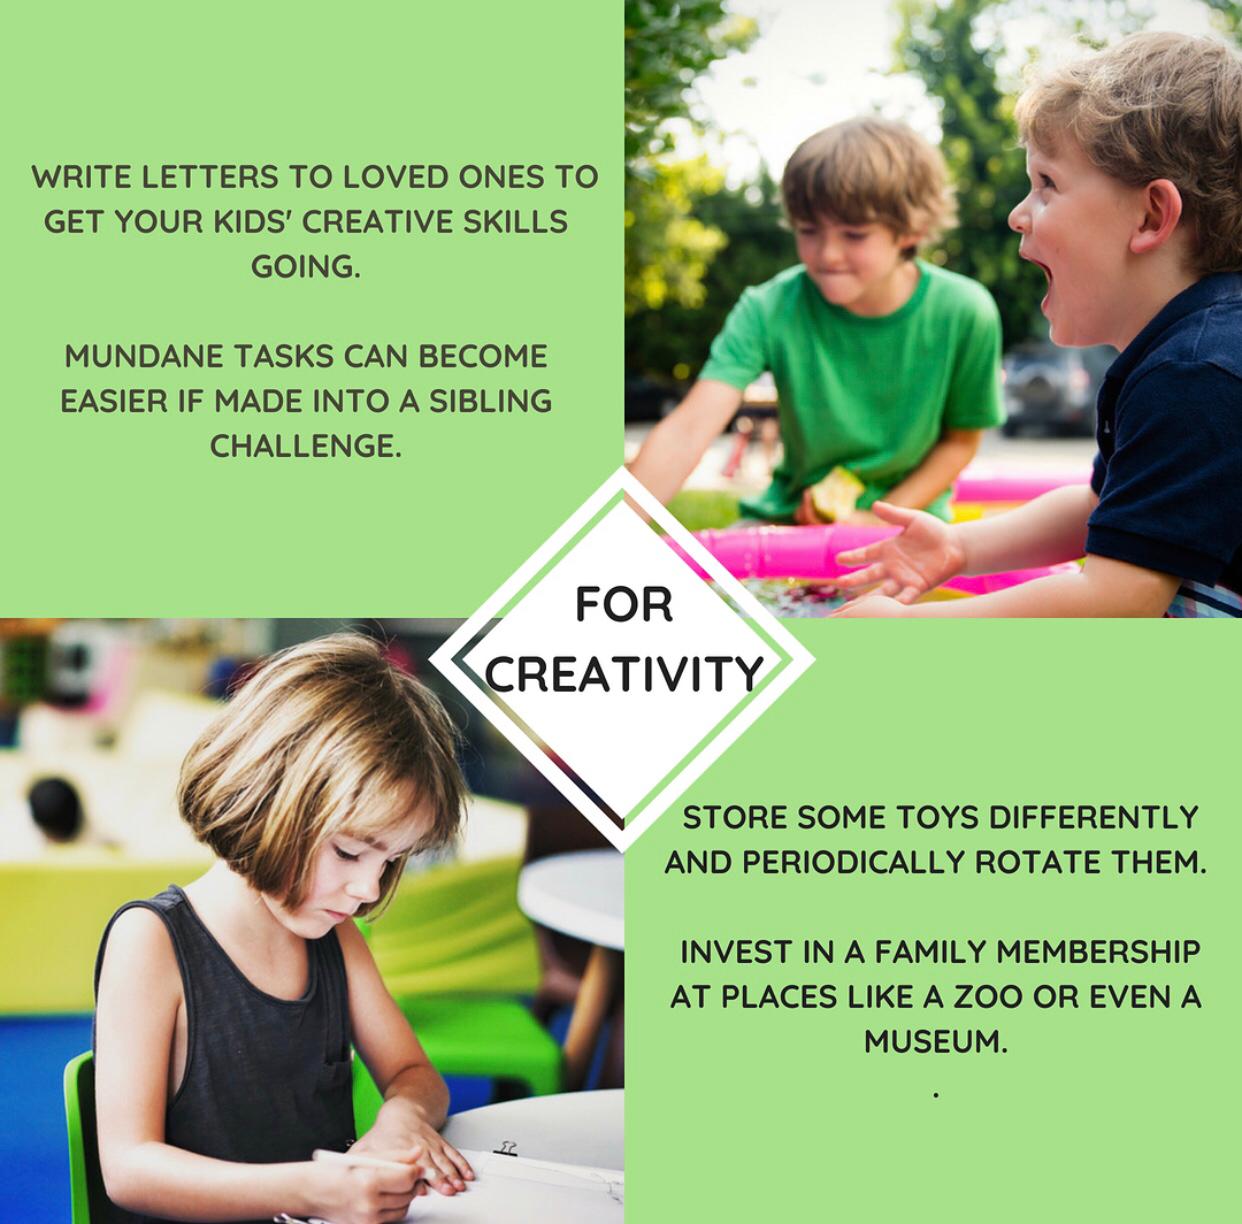 WRITE LETTERS TO LOVED ONES TO
GET YOUR KIDS' CREATIVE SKILLS
GOING.
MUNDANE TASKS CAN BECOME
EASIER IF MADE INTO A SIBLING
CHALLENGE.
FOR
CREATIVITY
STORE SOME TOYS DIFFERENTLY
AND PERIODICALLY ROTATE THEM.
INVEST IN A FAMILY MEMBERSHIP
AT PLACES LIKE A ZOO OR EVEN A
MUSEUM.
.